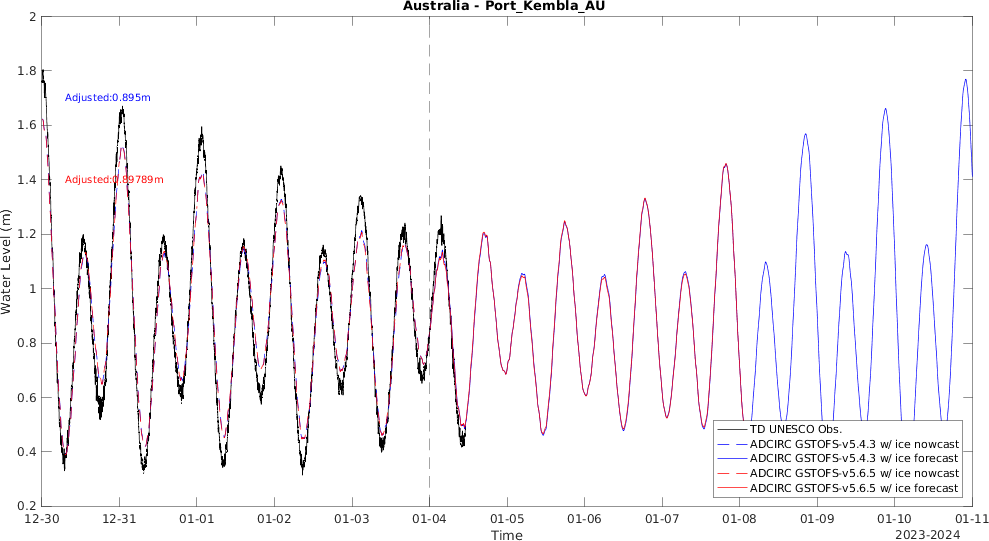 Australia - Port_Kembla_AU
2
1.8
1.6
1.4
1.2
1
0.8
0.6
0.4
0.2
Water Level (m)
Adjusted:0.895m
Adjusted:0.89789m
TD UNESCO Obs.
ADCIRC GSTOFS-v5.4.3 w/ ice nowcast
ADCIRC GSTOFS-v5.4.3 w/ ice forecast
ADCIRC GSTOFS-v5.6.5 w/ ice nowcast
ADCIRC GSTOFS-v5.6.5 w/ ice forecast
12-30 12-31 01-01 01-02 01-03 01-04 01-05 01-06 01-07 01-08 01-09 01-10 01-11
Time
2023-2024